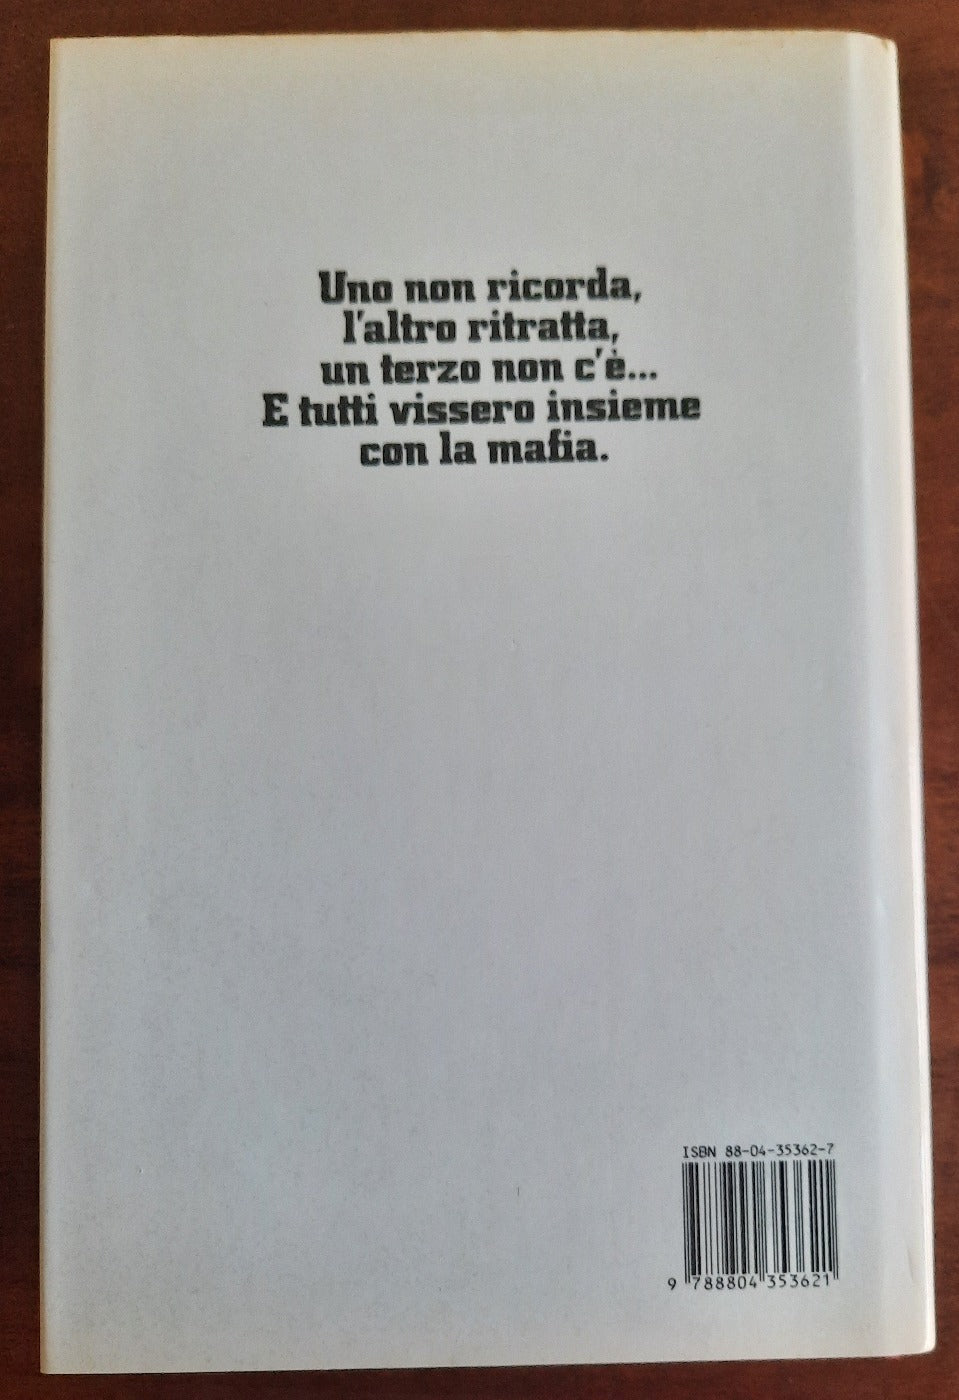 Uno non ricorda,
l'altro ritratta,
un terzo non c'è...
E tutti vissero insieme
con la mafia.
ISBN 88-04-35362-7
9 788804 353621